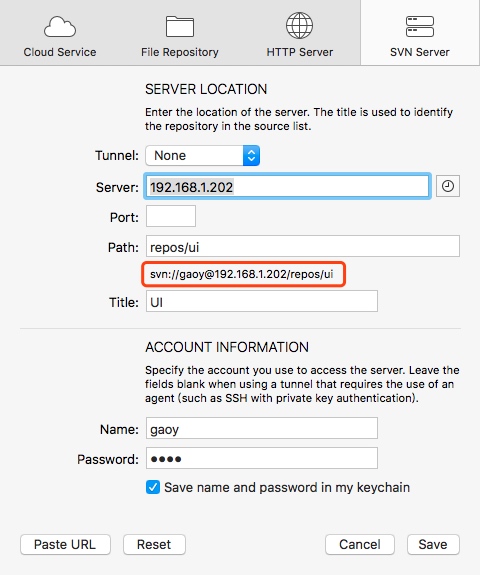 Cloud Service
File Repository
HTTP Server
SVN Server
SERVER LOCATION
Enter the location of the server. The title is used to identify
the repository in the source list.
Tunnel: None
Server: 192.168.1.202
Port:
Path: repos/ui
svn://gaoy@192.168.1.202/repos/ui
Title: UI
ACCOUNT INFORMATION
Specify the account you use to access the server. Leave the
fields blank when using a tunnel that requires the use of an
agent (such as SSH with private key authentication).
Name: gaoy
Password: ●●●●
Save name and password in my keychain
Paste URL
Reset
Cancel
Save